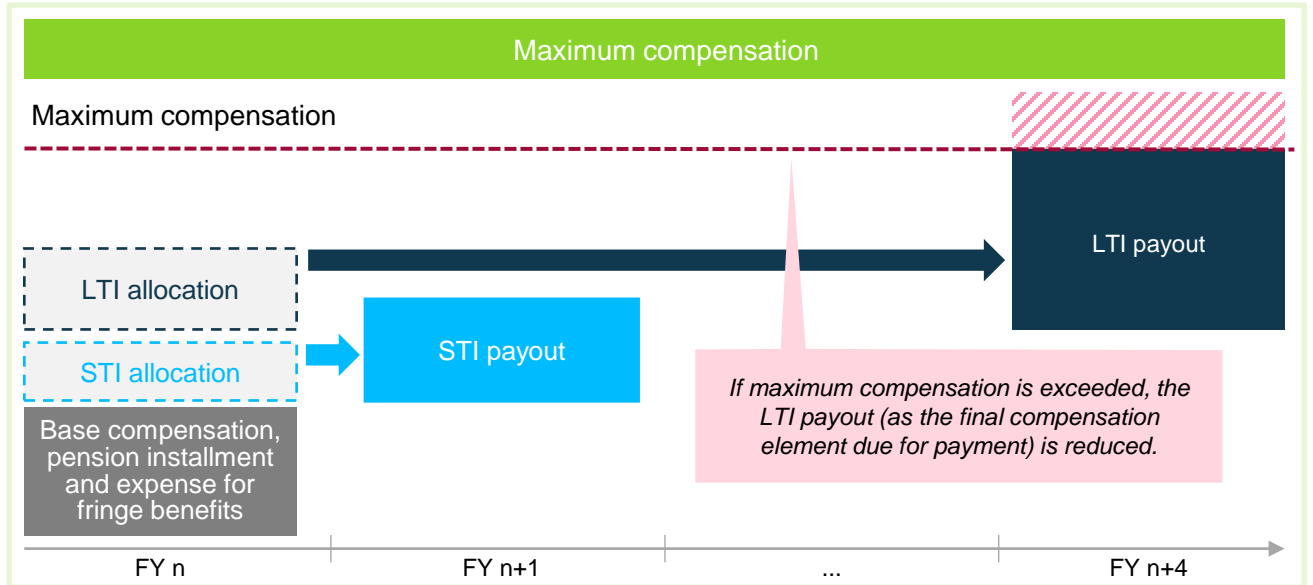 Maximum compensation
Maximum compensation
LTI payout
LTI allocation
STI payout
STI allocation
If maximum compensation is exceeded, the
LTI payout (as the final compensation
element due for payment) is reduced.
Base compensation,
pension installment
and expense for
fringe benefits
FY n
FY n+1
...
FY n+4